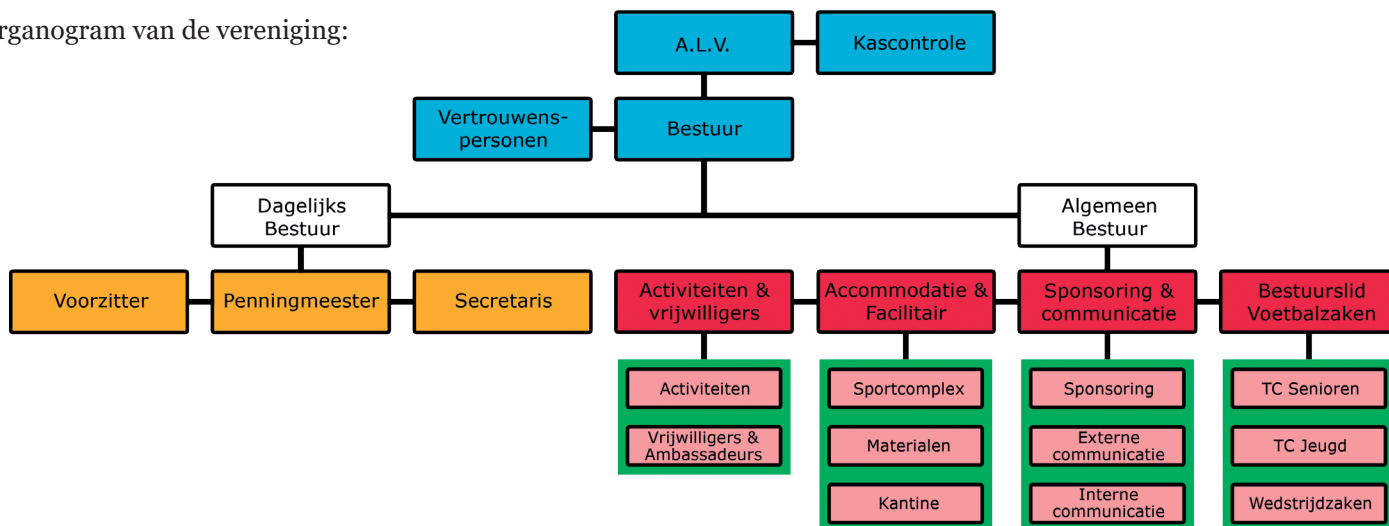 rganogram van de vereniging:
A.L.V.
Kascontrole
Vertrouwens-
personen
Bestuur
Dagelijks
Bestuur
Algemeen
Bestuur
Voorzitter
Penningmeester
Secretaris
Activiteiten &
vrijwilligers
Accommodatie &
Facilitair
Sponsoring &
communicatie
Bestuurslid
Voetbalzaken
Activiteiten
Vrijwilligers &
Ambassadeurs
Sportcomplex
Materialen
Kantine
Sponsoring
Externe
communicatie
Interne
communicatie
TC Senioren
TC Jeugd
Wedstrijdzaken